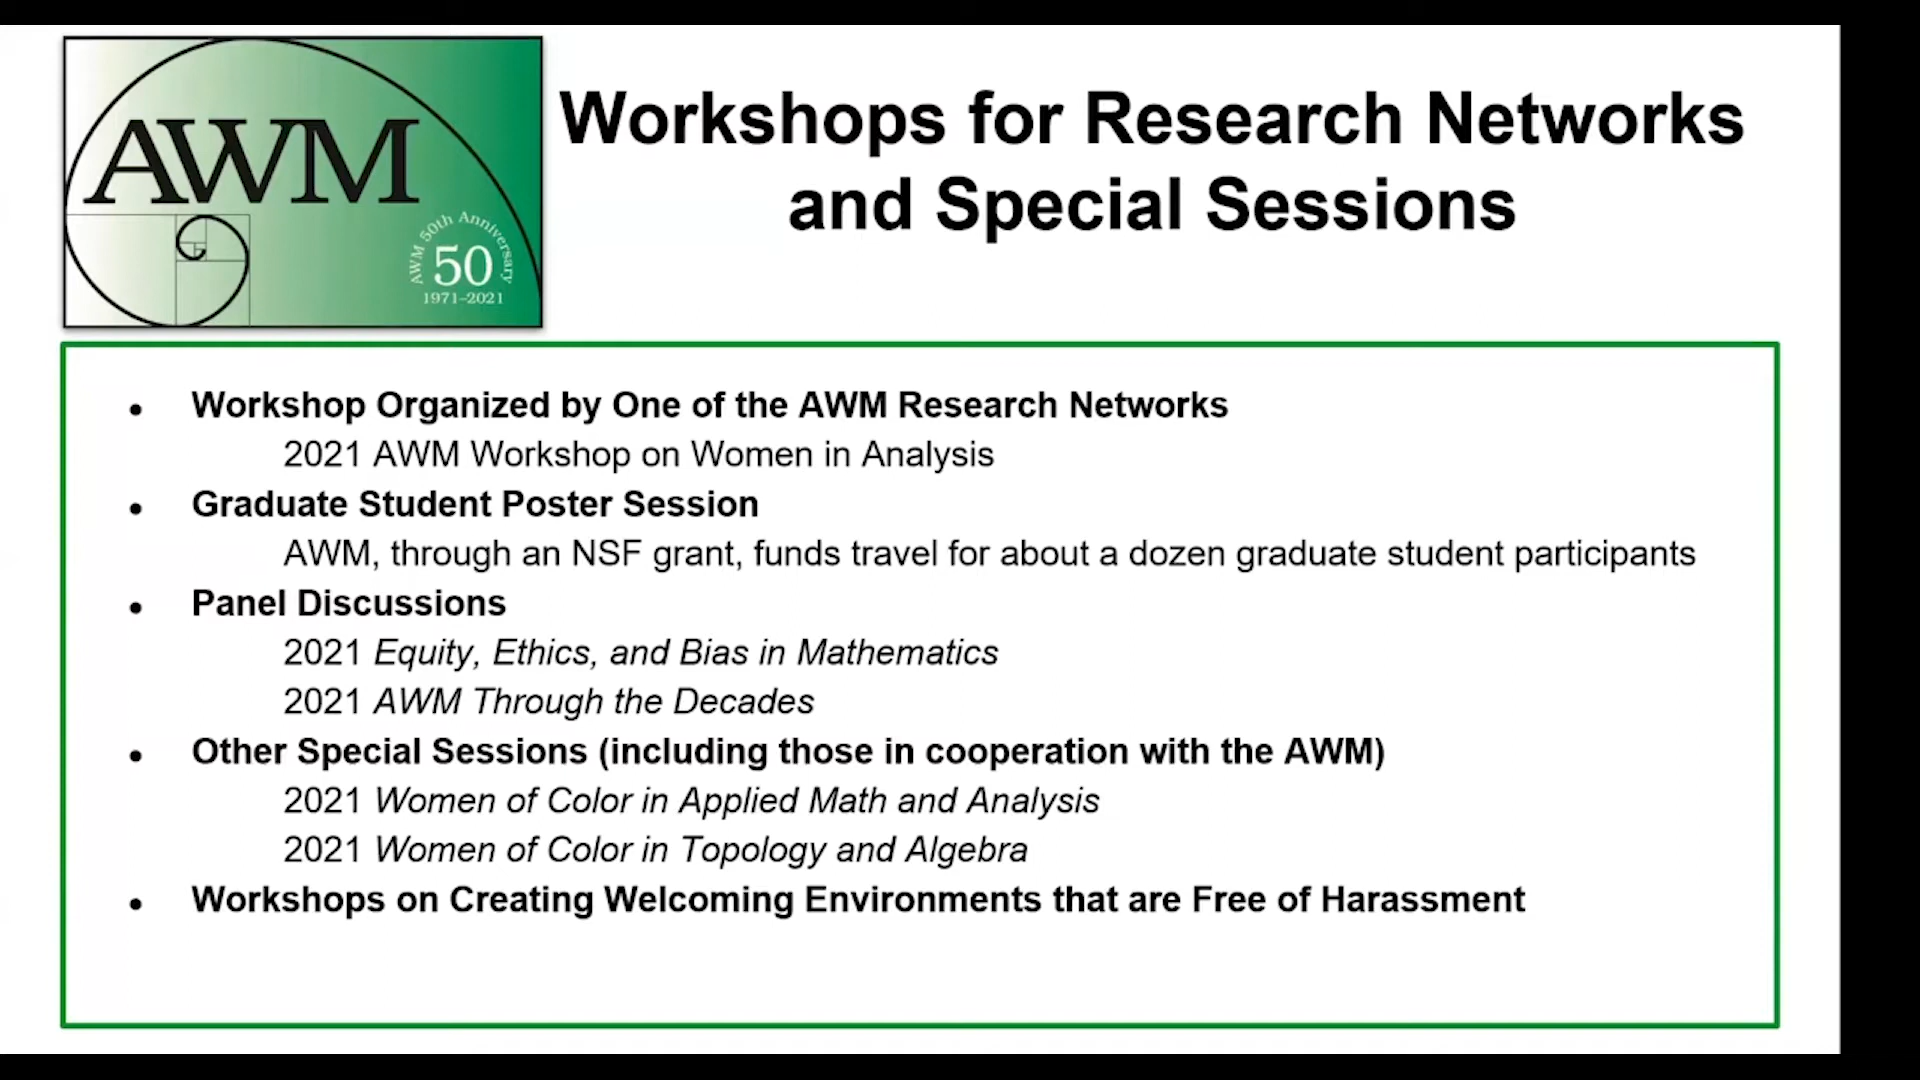 AWM
AWM 50th Anniversary
50
1971–2021
Workshops for Research Networks
and Special Sessions
• Workshop Organized by One of the AWM Research Networks
2021 AWM Workshop on Women in Analysis
• Graduate Student Poster Session
AWM, through an NSF grant, funds travel for about a dozen graduate student participants
• Panel Discussions
2021 Equity, Ethics, and Bias in Mathematics
2021 AWM Through the Decades
• Other Special Sessions (including those in cooperation with the AWM)
2021 Women of Color in Applied Math and Analysis
2021 Women of Color in Topology and Algebra
• Workshops on Creating Welcoming Environments that are Free of Harassment